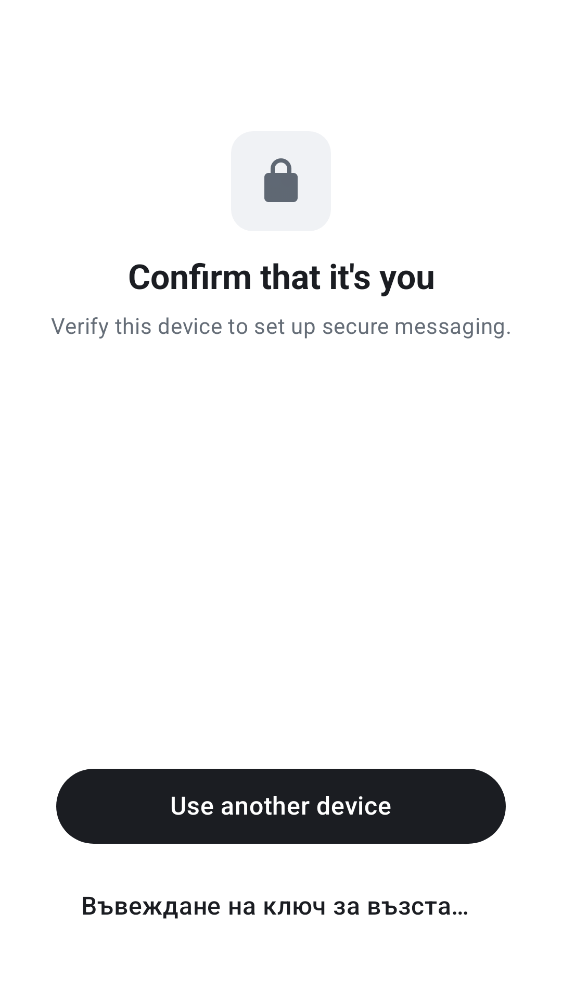 Confirm that it's you
Verify this device to set up secure messaging.
Use another device
Въвеждане на ключ за възста…